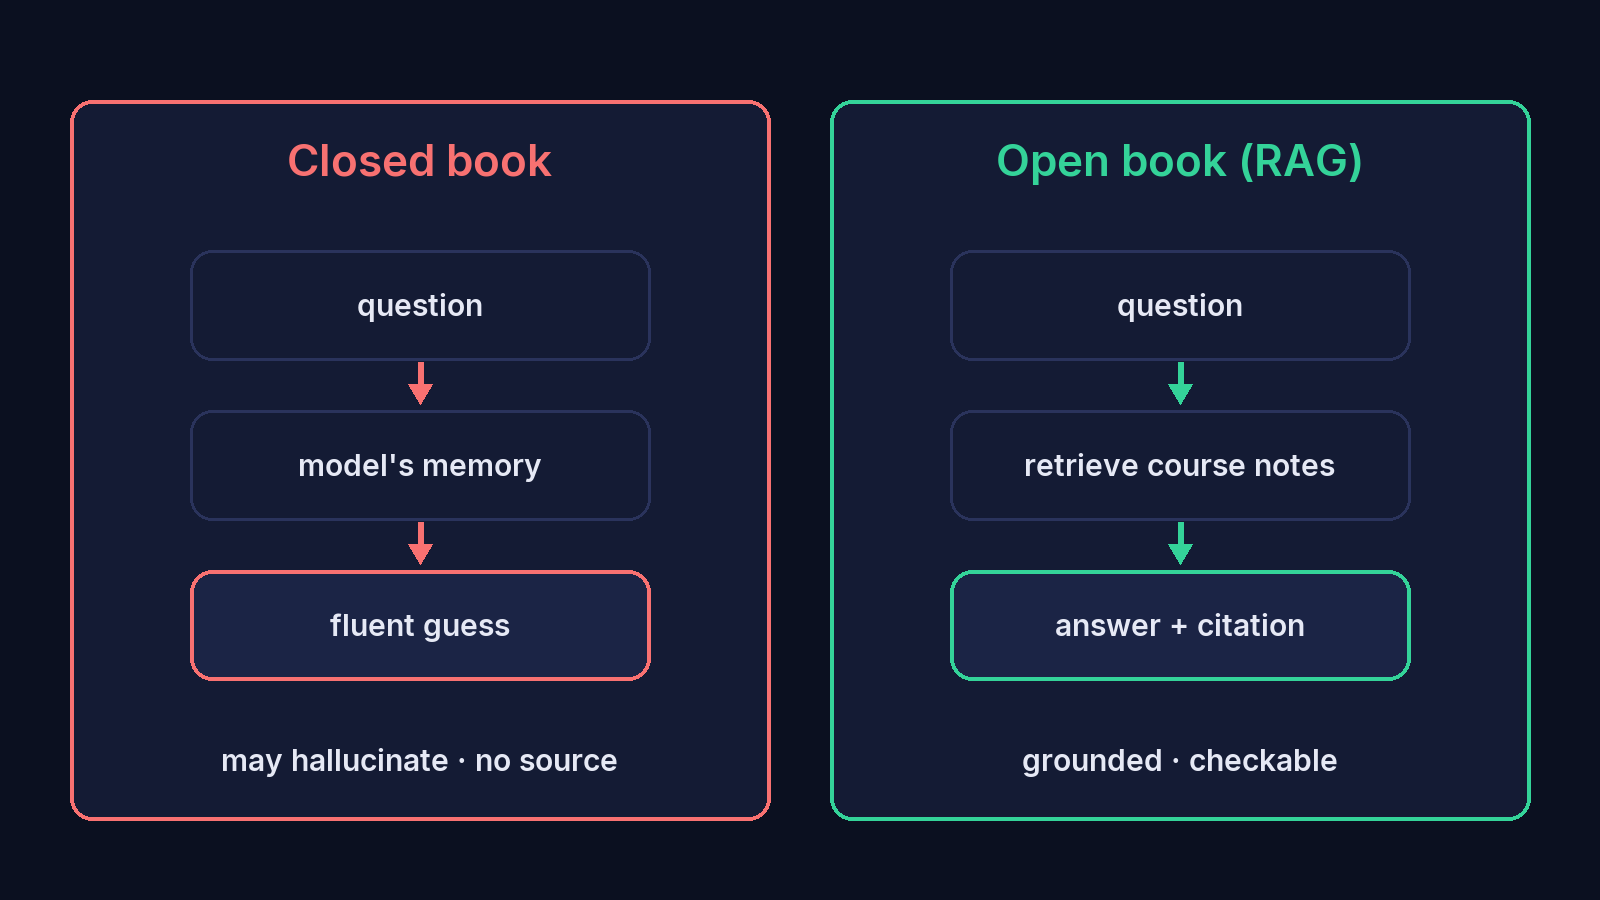 Closed book
question
model's memory
fluent guess
may hallucinate · no source
Open book (RAG)
question
retrieve course notes
answer + citation
grounded · checkable